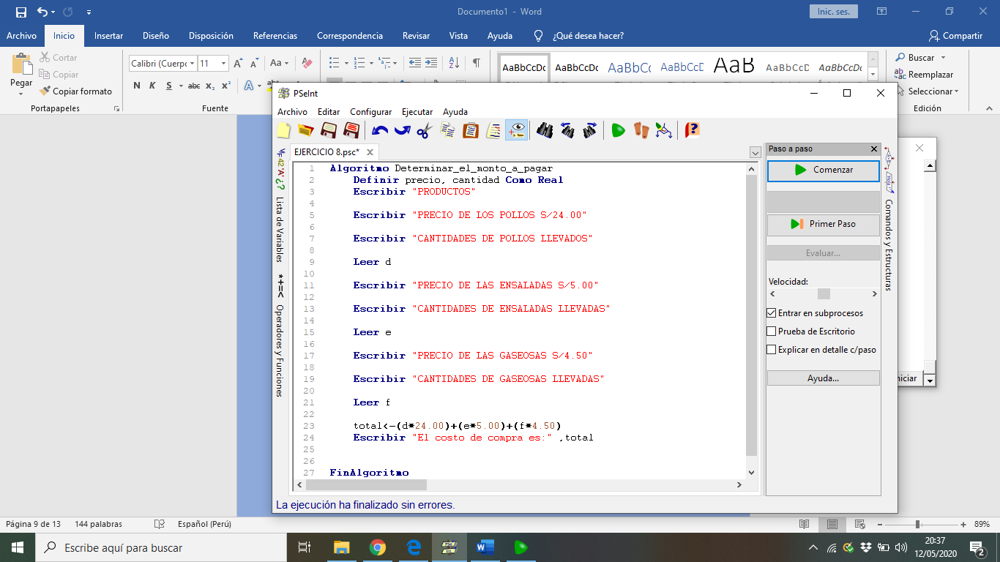 Documento1 - Word
Inic. ses.
Archivo Inicio Insertar Diseño Disposición Referencias Correspondencia Revisar Vista Ayuda ¿Qué desea hacer? Compartir
Pegar
Cortar
Copiar
Copiar formato
Portapapeles
Calibri (Cuerp 11
N K S abc x₂ x²
Fuente
AaBbCcDc AaBbCcDc AaBbCc AaBbCcD AaB AaBbCcD AaBbCcDc
Buscar
Reemplazar
Seleccionar
Edición
PSeInt
Archivo Editar Configurar Ejecutar Ayuda
EJERCICIO 8.psc*
Lista de Variables
*+=< Operadores y Funciones
1 Algoritmo Determinar_el_monto_a_pagar
2 Definir precio, cantidad Como Real
3 Escribir "PRODUCTOS"
4
5 Escribir "PRECIO DE LOS POLLOS S/24.00"
6
7 Escribir "CANTIDADES DE POLLOS LLEVADOS"
8
9 Leer d
10
11 Escribir "PRECIO DE LAS ENSALADAS S/5.00"
12
13 Escribir "CANTIDADES DE ENSALADAS LLEVADAS"
14
15 Leer e
16
17 Escribir "PRECIO DE LAS GASEOSAS S/4.50"
18
19 Escribir "CANTIDADES DE GASEOSAS LLEVADAS"
20
21 Leer f
22
23 total<-(d*24.00)+(e*5.00)+(f*4.50)
24 Escribir "El costo de compra es:" ,total
25
26
27 FinAlgoritmo
La ejecución ha finalizado sin errores.
Paso a paso
Comenzar
Primer Paso
Evaluar...
Velocidad:
Entrar en subprocesos
Prueba de Escritorio
Explicar en detalle c/paso
Ayuda...
Comandos y Estructuras
niciar
Página 9 de 13 144 palabras Español (Perú) 89%
Escribe aquí para buscar
20:37
12/05/2020
2